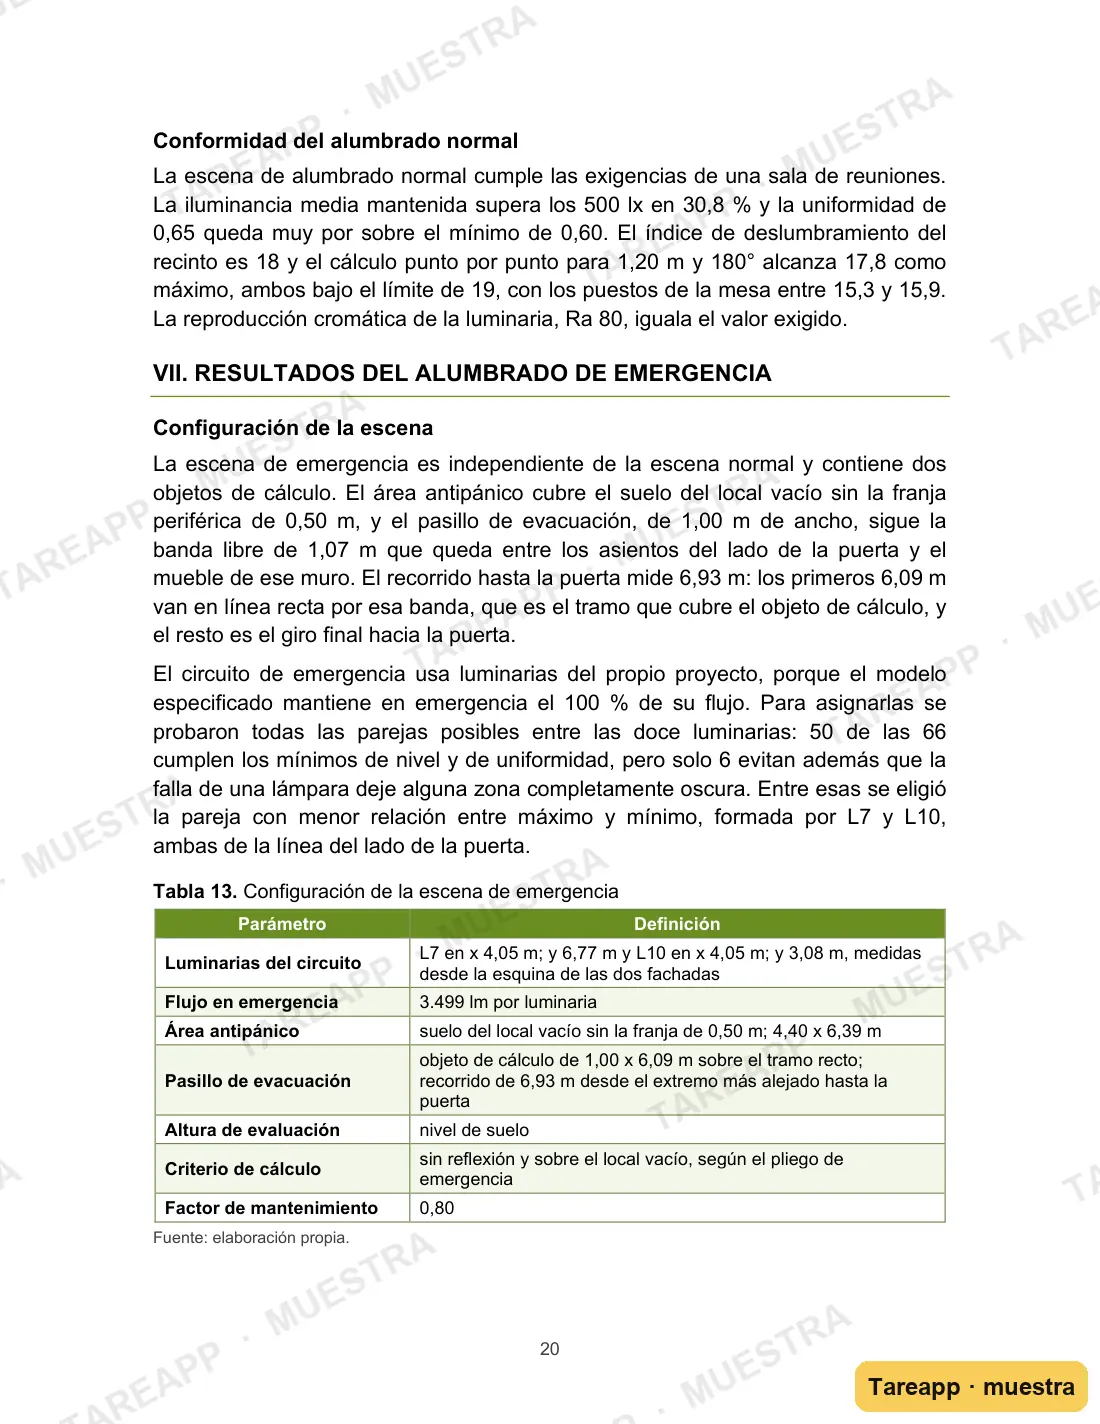 Conformidad del alumbrado normal
La escena de alumbrado normal cumple las exigencias de una sala de reuniones.
La iluminancia media mantenida supera los 500 lx en 30,8 % y la uniformidad de
0,65 queda muy por sobre el mínimo de 0,60. El índice de deslumbramiento del
recinto es 18 y el cálculo punto por punto para 1,20 m y 180° alcanza 17,8 como
máximo, ambos bajo el límite de 19, con los puestos de la mesa entre 15,3 y 15,9.
La reproducción cromática de la luminaria, Ra 80, iguala el valor exigido.
VII. RESULTADOS DEL ALUMBRADO DE EMERGENCIA
Configuración de la escena
La escena de emergencia es independiente de la escena normal y contiene dos
objetos de cálculo. El área antipánico cubre el suelo del local vacío sin la franja
periférica de 0,50 m, y el pasillo de evacuación, de 1,00 m de ancho, sigue la
banda libre de 1,07 m que queda entre los asientos del lado de la puerta y el
mueble de ese muro. El recorrido hasta la puerta mide 6,93 m: los primeros 6,09 m
van en línea recta por esa banda, que es el tramo que cubre el objeto de cálculo, y
el resto es el giro final hacia la puerta.
El circuito de emergencia usa luminarias del propio proyecto, porque el modelo
especificado mantiene en emergencia el 100 % de su flujo. Para asignarlas se
probaron todas las parejas posibles entre las doce luminarias: 50 de las 66
cumplen los mínimos de nivel y de uniformidad, pero solo 6 evitan además que la
falla de una lámpara deje alguna zona completamente oscura. Entre esas se eligió
la pareja con menor relación entre máximo y mínimo, formada por L7 y L10,
ambas de la línea del lado de la puerta.
Tabla 13. Configuración de la escena de emergencia
Parámetro Definición
Luminarias del circuito L7 en x 4,05 m; y 6,77 m y L10 en x 4,05 m; y 3,08 m, medidas
desde la esquina de las dos fachadas
Flujo en emergencia 3.499 lm por luminaria
Área antipánico suelo del local vacío sin la franja de 0,50 m; 4,40 x 6,39 m
Pasillo de evacuación objeto de cálculo de 1,00 x 6,09 m sobre el tramo recto;
recorrido de 6,93 m desde el extremo más alejado hasta la
puerta
Altura de evaluación nivel de suelo
Criterio de cálculo sin reflexión y sobre el local vacío, según el pliego de
emergencia
Factor de mantenimiento 0,80
Fuente: elaboración propia.
20
Tareapp · muestra
TAREAPP · MUESTRA